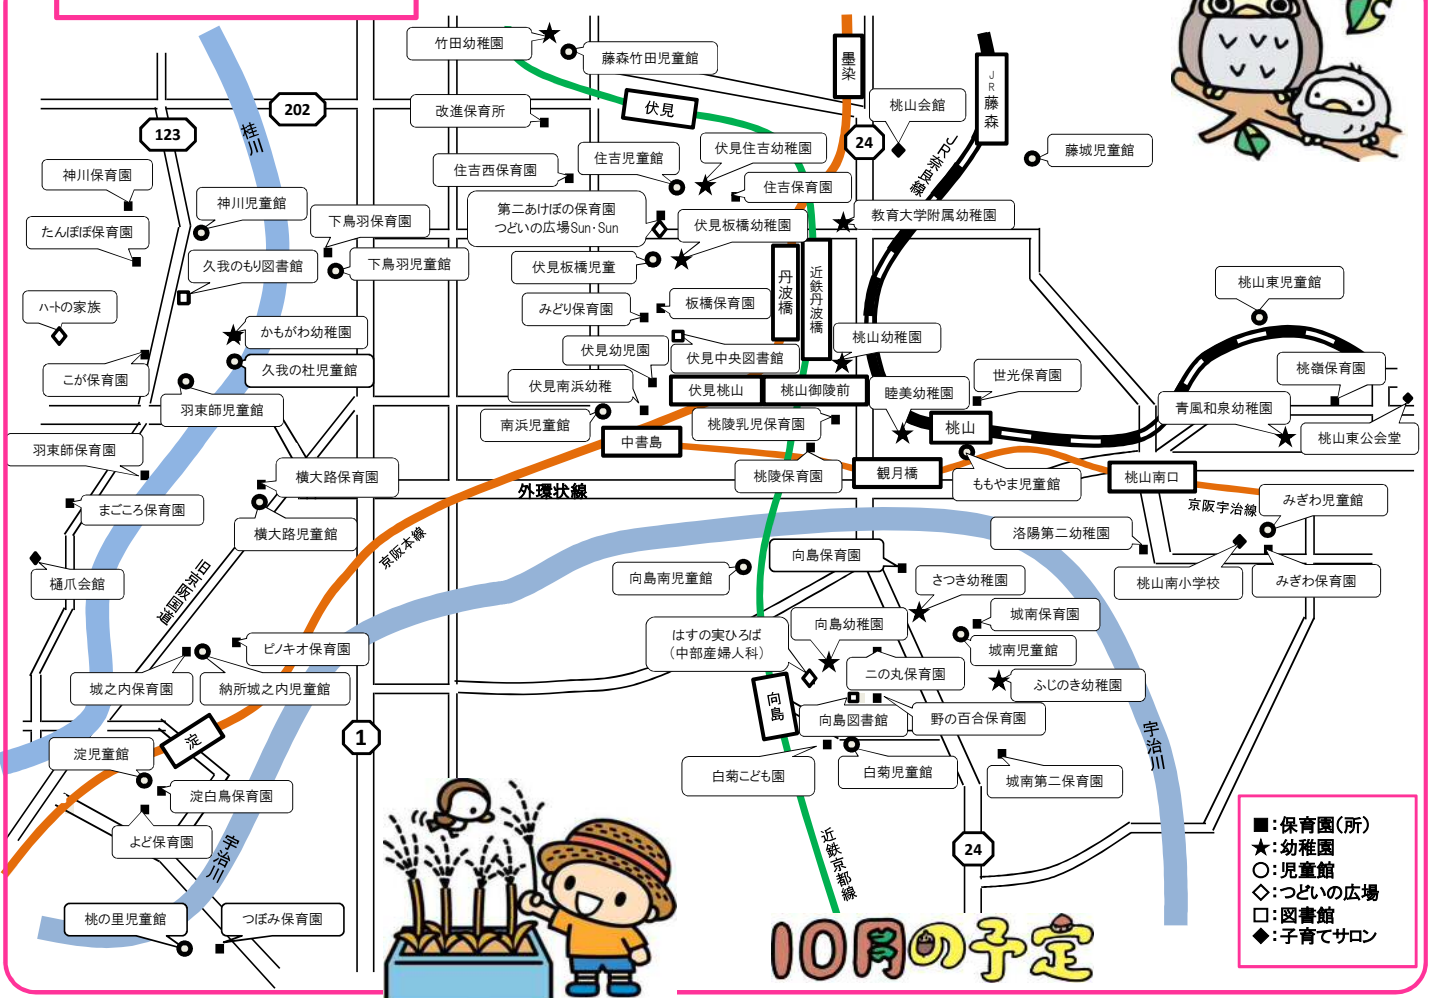 竹田幼稚園
藤森竹田児童館
墨染
JR藤森
202
改進保育所
伏見
桃山会館
123
桂川
24
JR奈良線
藤城児童館
住吉西保育園
住吉児童館
伏見住吉幼稚園
神川保育園
住吉保育園
神川児童館
下鳥羽保育園
第二あけぼの保育園
つどいの広場Sun・Sun
教育大学附属幼稚園
たんぽぽ保育園
伏見板橋幼稚園
久我のもり図書館
下鳥羽児童館
伏見板橋児童
丹波橋
近鉄丹波橋
桃山東児童館
ハートの家族
みどり保育園
板橋保育園
かもがわ幼稚園
桃山幼稚園
伏見幼児園
伏見中央図書館
久我の杜児童館
こが保育園
桃嶺保育園
伏見南浜幼稚
伏見桃山
桃山御陵前
睦美幼稚園
世光保育園
羽束師児童館
青風和泉幼稚園
南浜児童館
桃陵乳児保育園
桃山
桃山東公会堂
羽束師保育園
中書島
横大路保育園
桃陵保育園
観月橋
ももやま児童館
桃山南口
外環状線
まごころ保育園
京阪宇治線
みぎわ児童館
横大路児童館
京阪本線
洛陽第二幼稚園
向島保育園
樋爪会館
旧京阪国道
向島南児童館
さつき幼稚園
桃山南小学校
みぎわ保育園
城南保育園
はすの実ひろば
（中部産婦人科）
向島幼稚園
ピノキオ保育園
城南児童館
二の丸保育園
城之内保育園
納所城之内児童館
ふじのき幼稚園
向島
向島図書館
野の百合保育園
淀
1
宇治川
淀児童館
白菊こども園
白菊児童館
城南第二保育園
淀白鳥保育園
よど保育園
宇治川
近鉄京都線
24
■：保育園（所）
★：幼稚園
○：児童館
◇：つどいの広場
□：図書館
◆：子育てサロン
桃の里児童館
つぼみ保育園
10月の予定